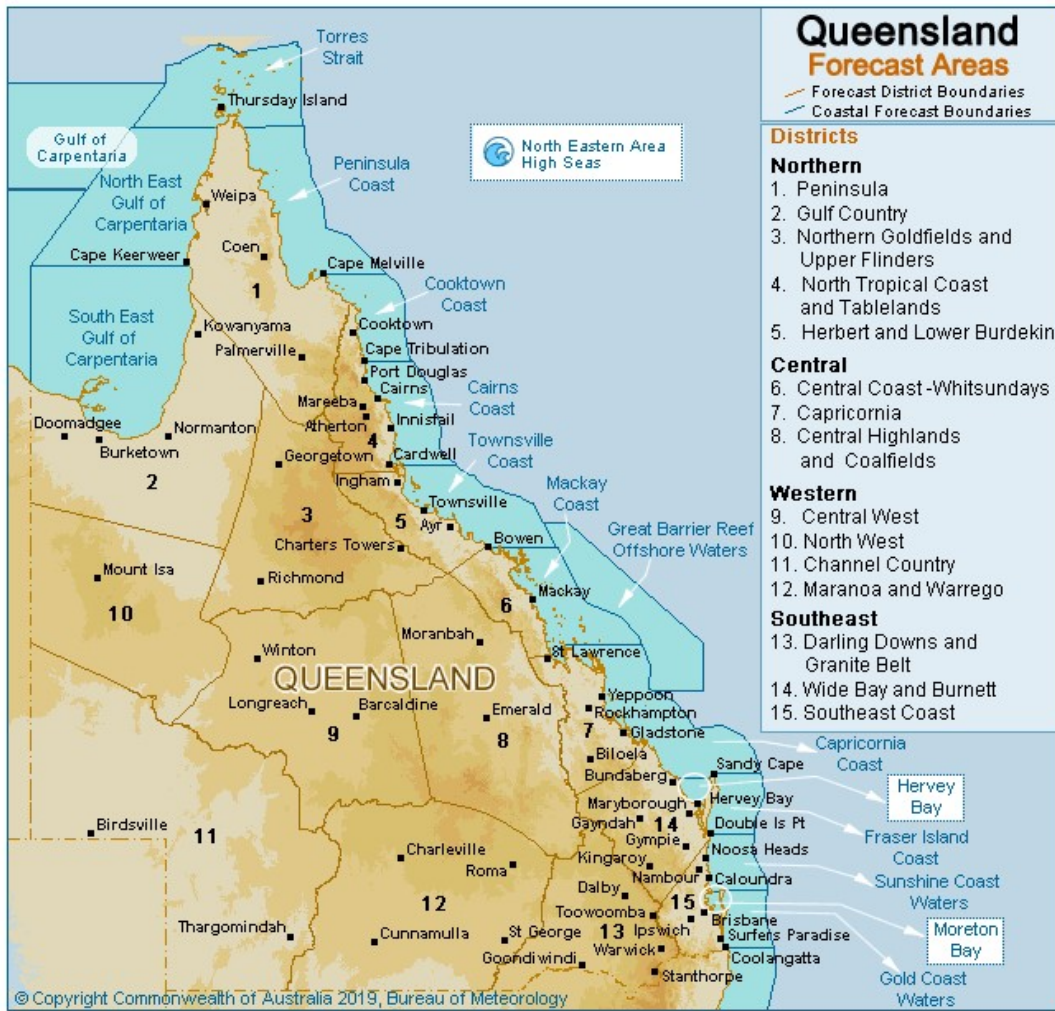 Queensland
Forecast Areas
Forecast District Boundaries
Coastal Forecast Boundaries
Districts
Northern
1. Peninsula
2. Gulf Country
3. Northern Goldfields and
Upper Flinders
4. North Tropical Coast
and Tablelands
5. Herbert and Lower Burdekin
Central
6. Central Coast -Whitsundays
7. Capricornia
8. Central Highlands
and Coalfields
Western
9. Central West
10. North West
11. Channel Country
12. Maranoa and Warrego
Southeast
13. Darling Downs and
Granite Belt
14. Wide Bay and Burnett
15. Southeast Coast
Torres
Strait
Thursday Island
Gulf of
Carpentaria
North Eastern Area
High Seas
Peninsula
Coast
North East
Gulf of
Carpentaria
Weipa
Coen
Cape Keerweer
Cape Melville
1
Cooktown
Coast
South East
Gulf of
Carpentaria
Kowanyama
Cooktown
Palmerville
Cape Tribulation
Port Douglas
Cairns
Cairns
Coast
Mareeba
Atherton
Innisfail
4
Doomadgee
Normanton
Burketown
2
Georgetown
Cardwell
Townsville
Coast
Ingham
Mackay
Coast
Townsville
3
5
Ayr
Great Barrier Reef
Offshore Waters
Charters Towers
Bowen
Mount Isa
Richmond
10
6
Mackay
Moranbah
Winton
St Lawrence
QUEENSLAND
Longreach
Barcaldine
9
Emerald
8
Yeppoon
Rockhampton
7
Gladstone
Capricornia
Coast
Biloela
Sandy Cape
Bundaberg
Hervey
Bay
Hervey Bay
Maryborough
Gayndah
14
Double Is Pt
Fraser Island
Coast
Birdsville
11
Gympie
Noosa Heads
Charleville
Roma
Kingaroy
Nambour
Caloundra
Sunshine Coast
Waters
Dalby
12
15
Toowoomba
Brisbane
Moreton
Bay
Thargomindah
Cunnamulla
St George
13
Ipswich
Surfers Paradise
Warwick
Coolangatta
Goondiwindi
Stanthorpe
Gold Coast
Waters
© Copyright Commonwealth of Australia 2019, Bureau of Meteorology